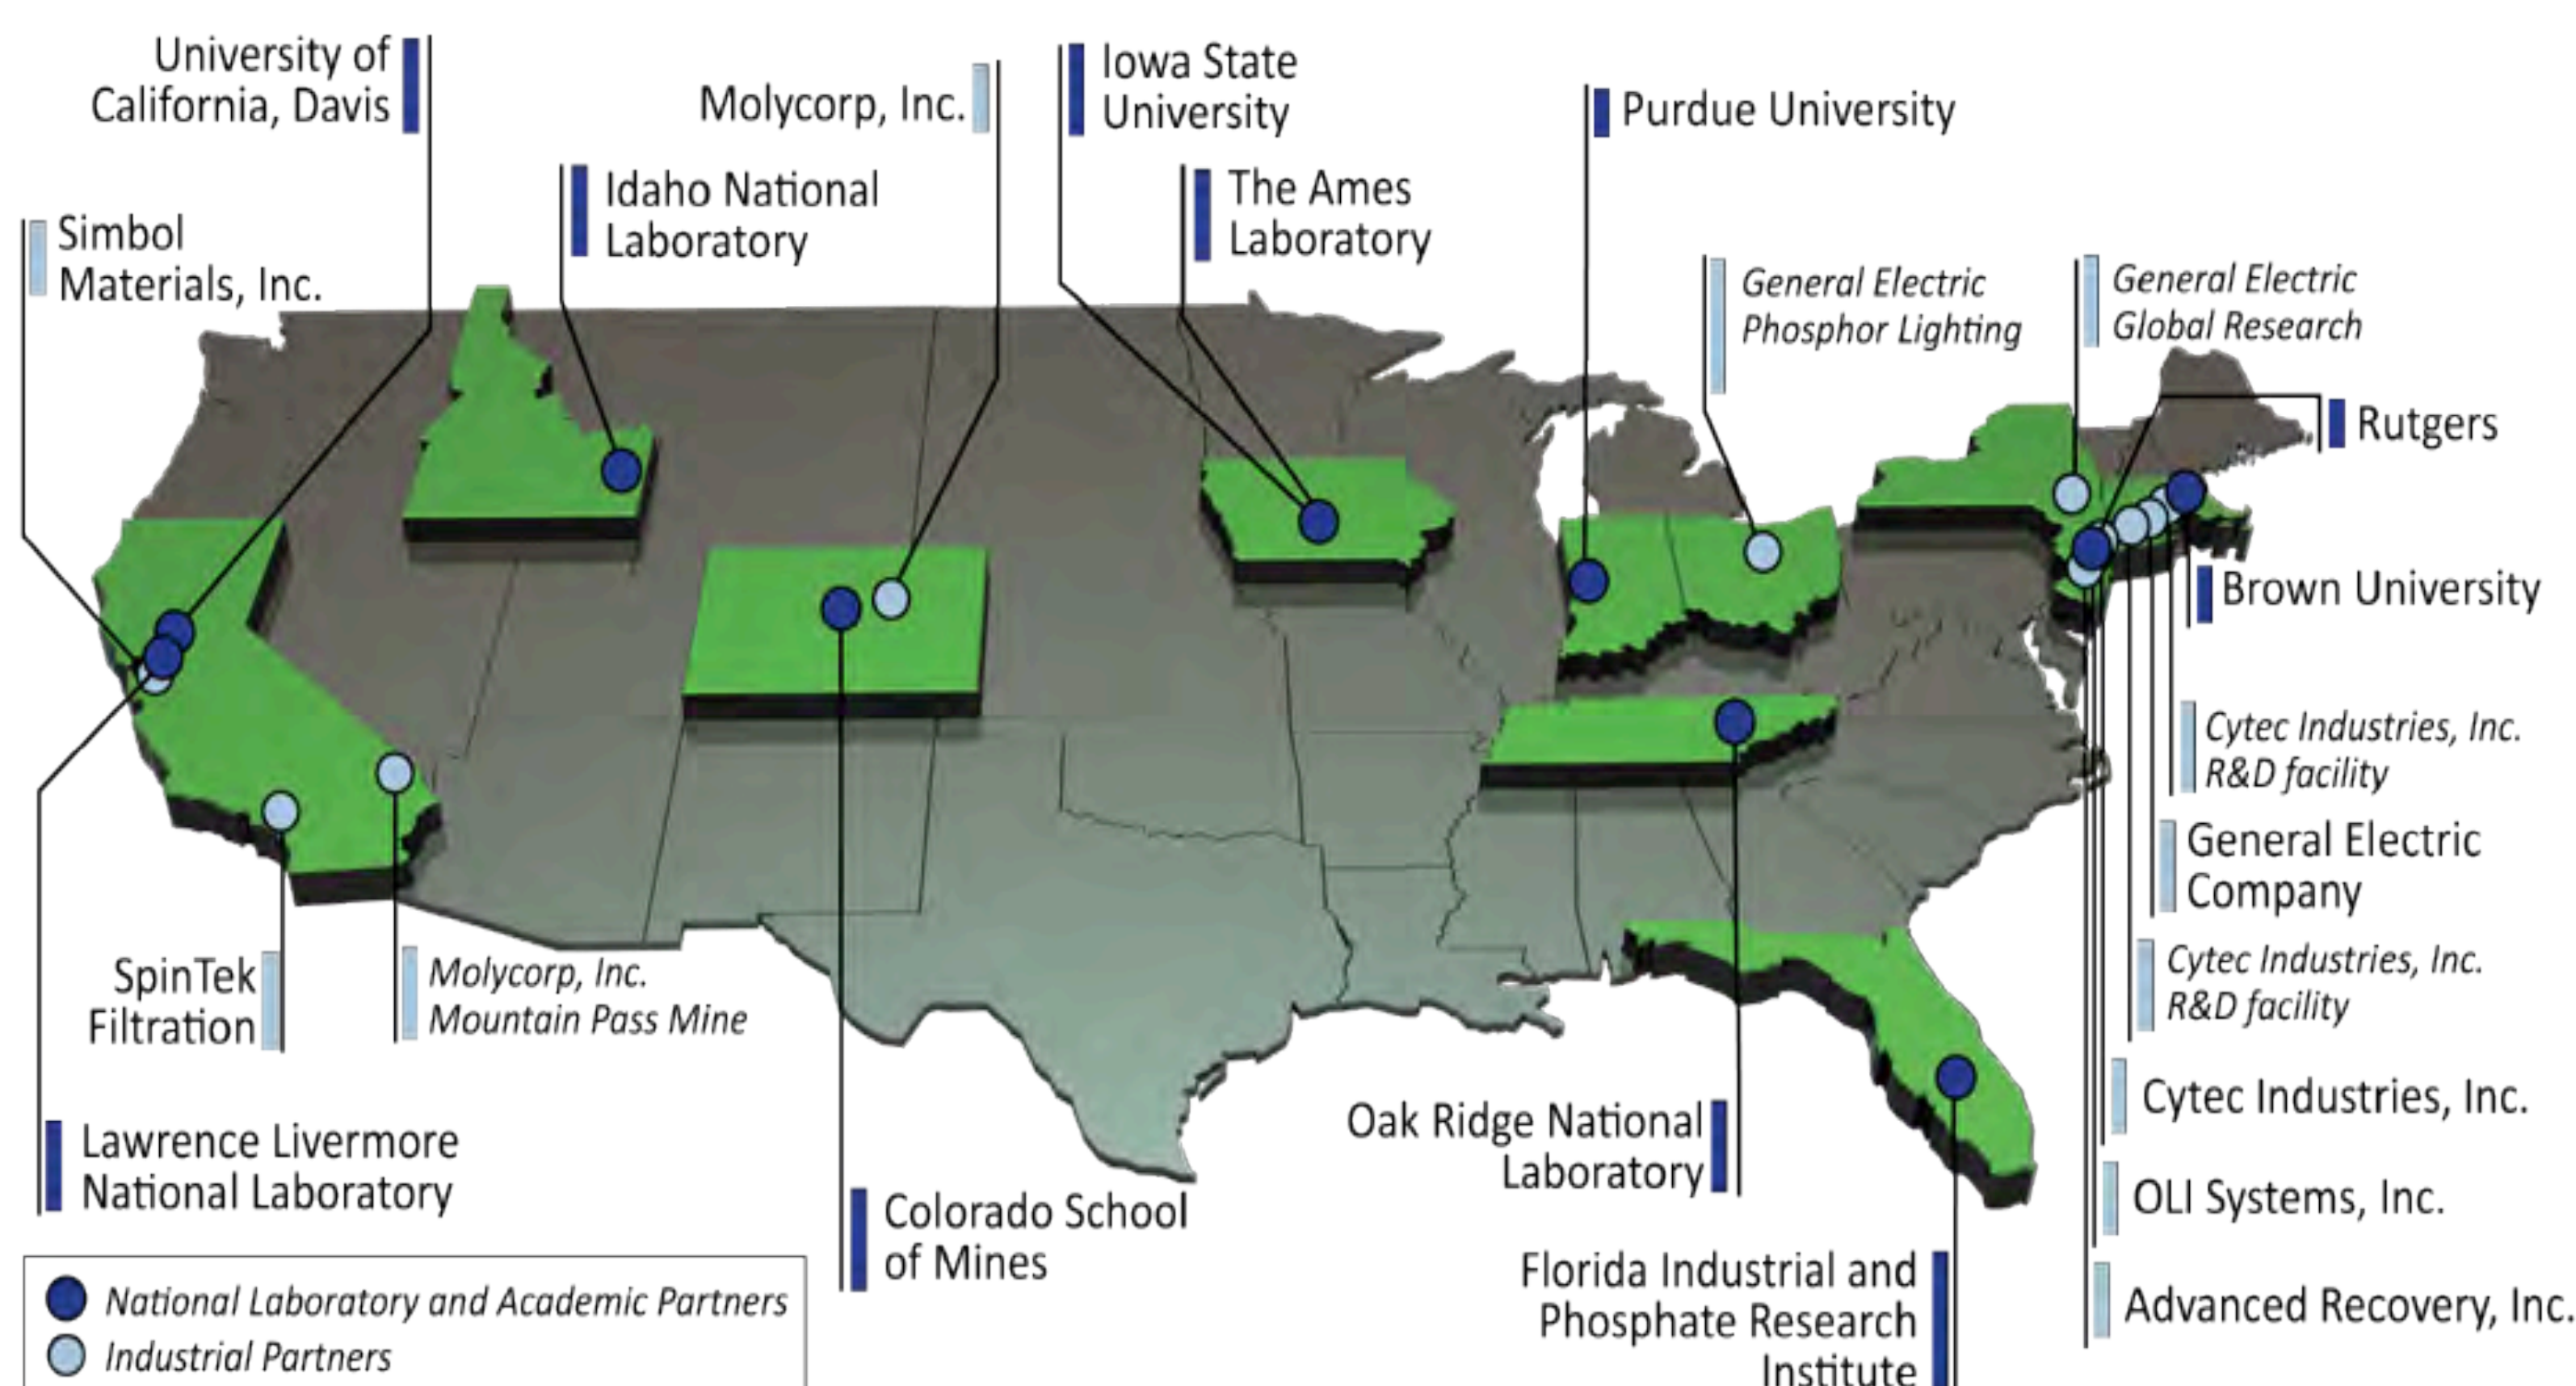 University of
California, Davis
Molycorp, Inc.
Iowa State
University
Purdue University
Idaho National
Laboratory
The Ames
Laboratory
Simbol
Materials, Inc.
General Electric
Phosphor Lighting
General Electric
Global Research
Rutgers
Brown University
Cytec Industries, Inc.
R&D facility
General Electric
Company
Cytec Industries, Inc.
R&D facility
SpinTek
Filtration
Molycorp, Inc.
Mountain Pass Mine
Cytec Industries, Inc.
Lawrence Livermore
National Laboratory
Oak Ridge National
Laboratory
OLI Systems, Inc.
Colorado School
of Mines
Florida Industrial and
Phosphate Research
Institute
Advanced Recovery, Inc.
National Laboratory and Academic Partners
Industrial Partners